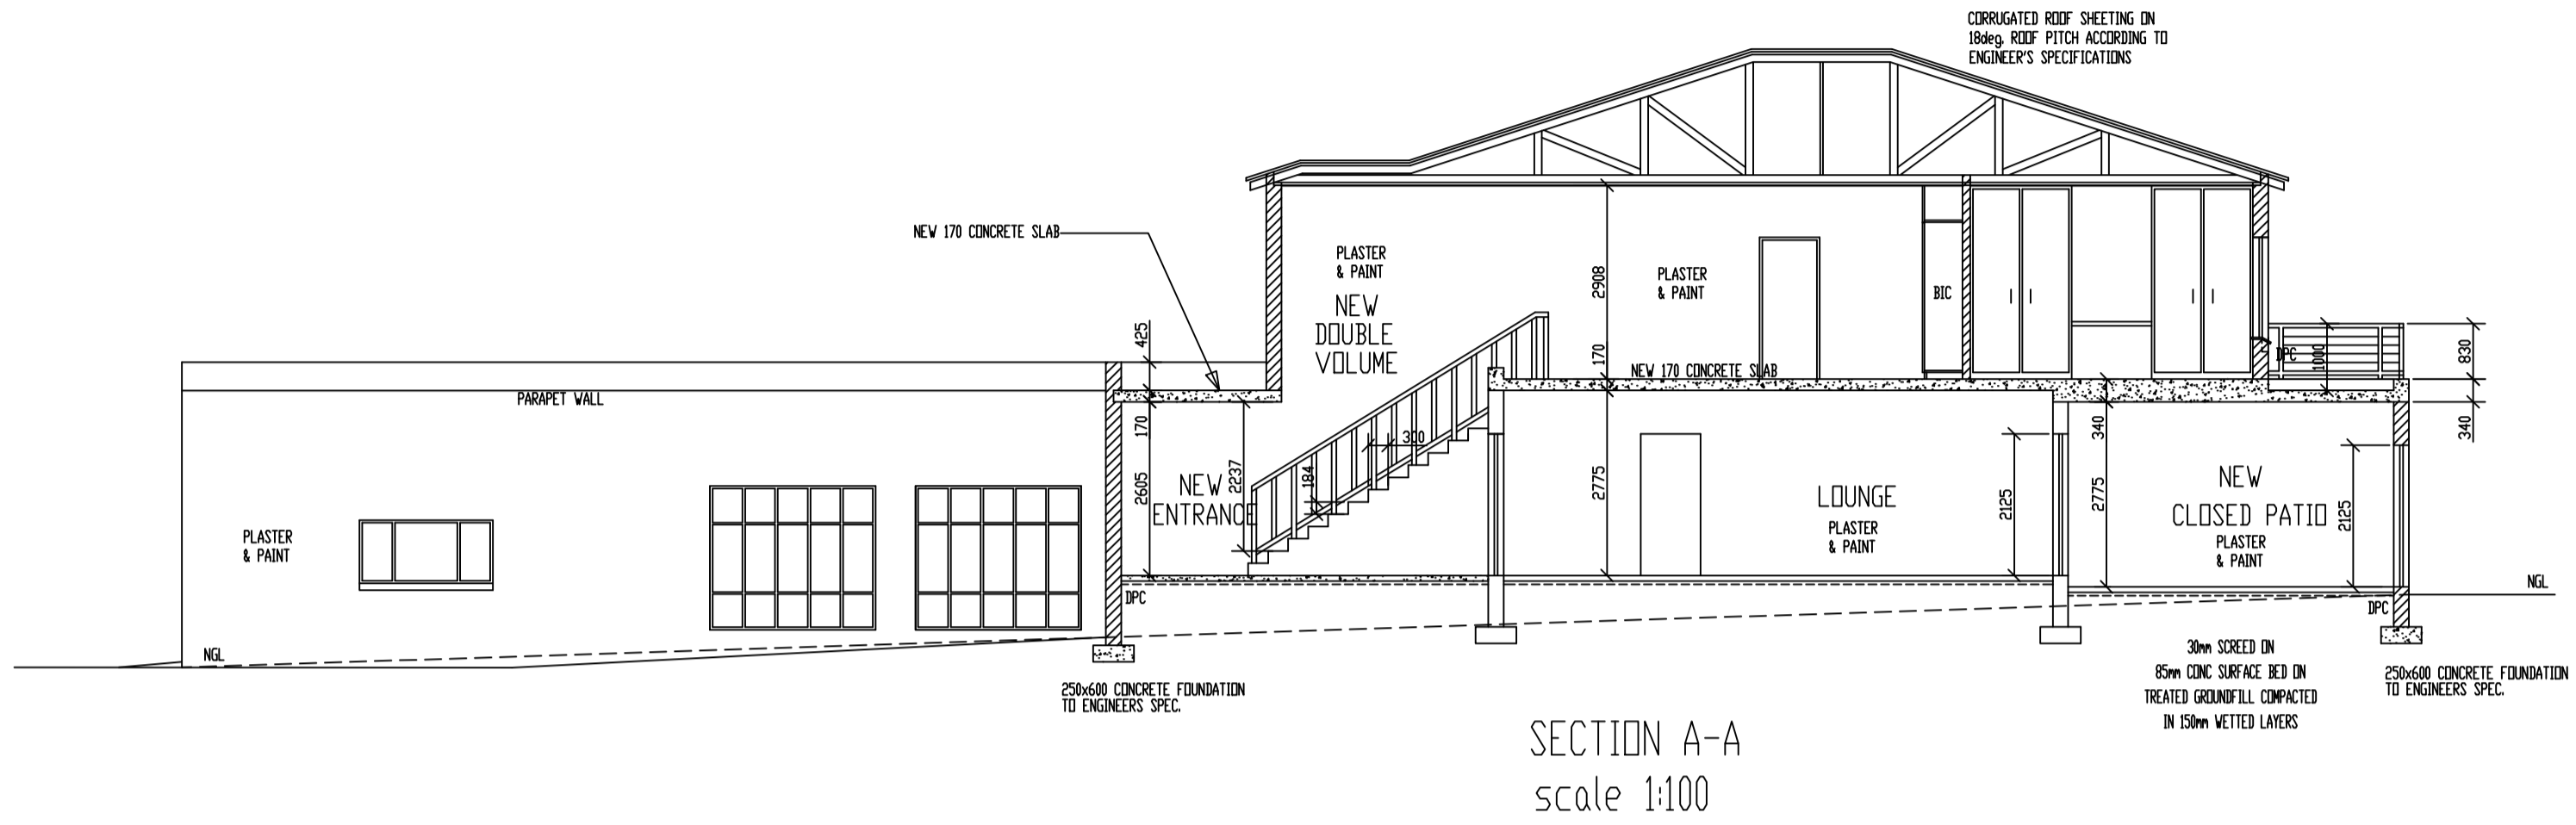 CORRUGATED ROOF SHEETING ON
18deg. ROOF PITCH ACCORDING TO
ENGINEER'S SPECIFICATIONS
NEW 170 CONCRETE SLAB
PLASTER
& PAINT
NEW
DOUBLE
VOLUME
2908
PLASTER
& PAINT
BIC
425
170
NEW 170 CONCRETE SLAB
DPC
1000
830
PARAPET WALL
170
340
340
300
2237
184
2605
NEW
ENTRANCE
2775
LOUNGE
PLASTER
& PAINT
2125
2775
NEW
CLOSED PATIO
PLASTER
& PAINT
2125
PLASTER
& PAINT
NGL
DPC
DPC
NGL
30mm SCREED ON
85mm CONC SURFACE BED ON
TREATED GROUNDFILL COMPACTED
IN 150mm WETTED LAYERS
250x600 CONCRETE FOUNDATION
TO ENGINEERS SPEC.
250x600 CONCRETE FOUNDATION
TO ENGINEERS SPEC.
SECTION A-A
scale 1:100